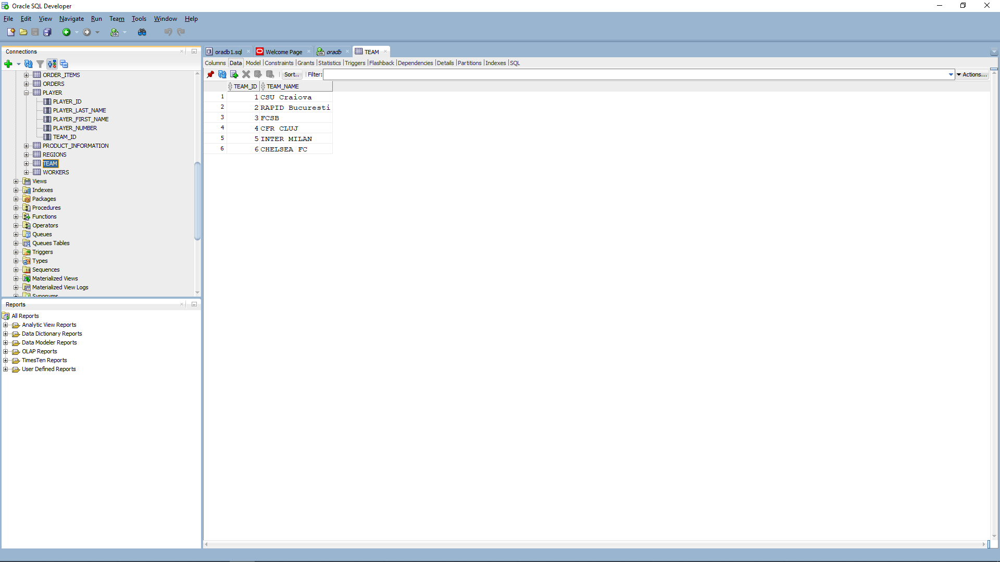 Oracle SQL Developer
File Edit View Navigate Run Team Tools Window Help
Connections
ORDER_ITEMS
ORDERS
PLAYER
PLAYER_ID
PLAYER_LAST_NAME
PLAYER_FIRST_NAME
PLAYER_NUMBER
TEAM_ID
PRODUCT_INFORMATION
REGIONS
TEAM
WORKERS
Views
Indexes
Packages
Procedures
Functions
Operators
Queues
Queues Tables
Triggers
Types
Sequences
Materialized Views
Materialized View Logs
Synonyms
Reports
All Reports
Analytic View Reports
Data Dictionary Reports
Data Modeler Reports
OLAP Reports
TimesTen Reports
User Defined Reports
oradb1.sql Welcome Page oradb TEAM
Columns Data Model Constraints Grants Statistics Triggers Flashback Dependencies Details Partitions Indexes SQL
Sort.. Filter: Actions...
TEAM_ID TEAM_NAME
1 1 CSU Craiova
2 2 RAPID Bucuresti
3 3 FCSB
4 4 CFR CLUJ
5 5 INTER MILAN
6 6 CHELSEA FC